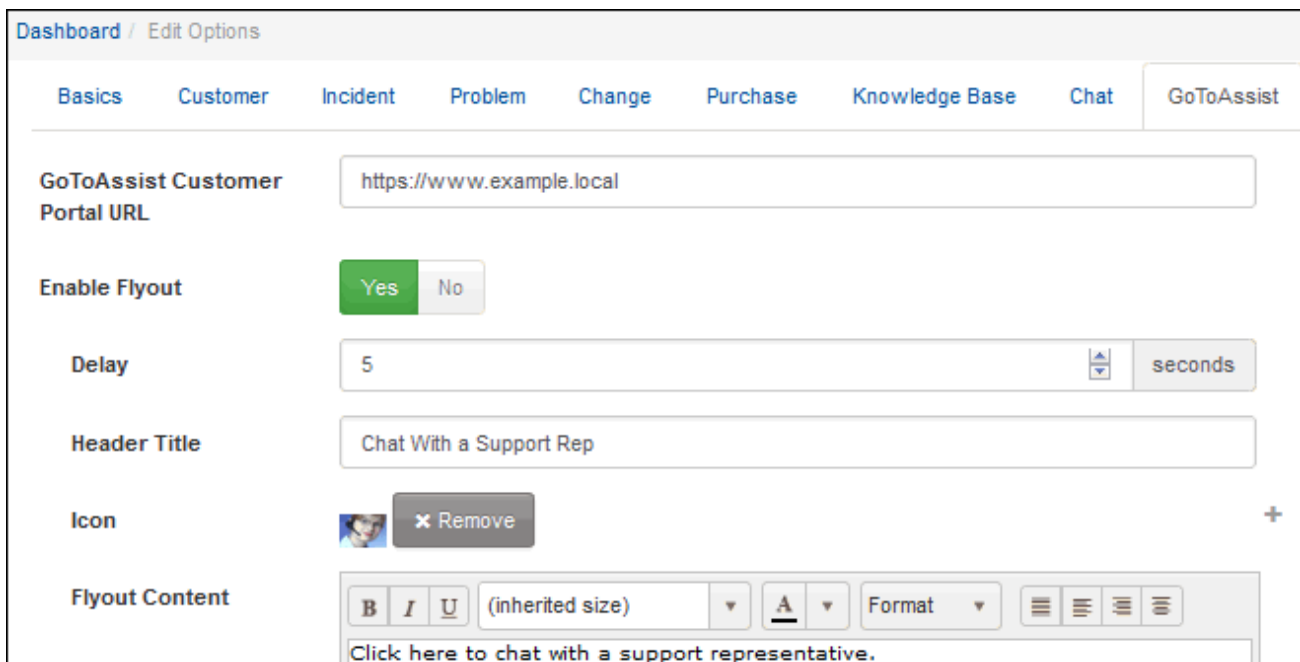 Dashboard / Edit Options
Basics Customer Incident Problem Change Purchase Knowledge Base Chat GoToAssist
GoToAssist Customer Portal URL
https://www.example.local
Enable Flyout Yes No
Delay 5 seconds
Header Title Chat With a Support Rep
Icon × Remove +
Flyout Content B I U (inherited size) A Format
Click here to chat with a support representative.